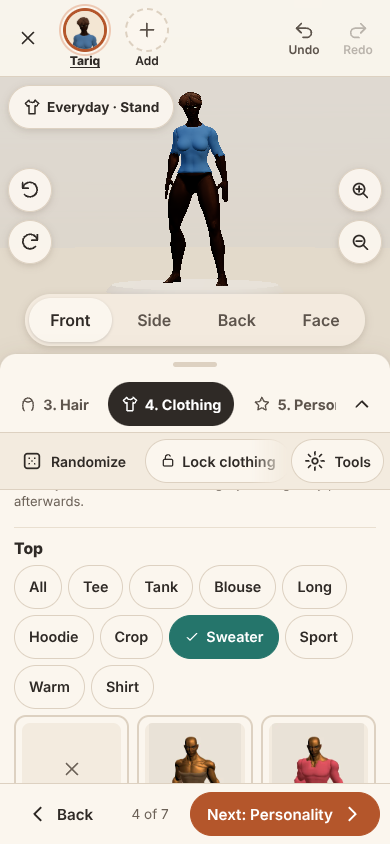 Tariq
Add
Undo
Redo
Everyday · Stand
Front
Side
Back
Face
3. Hair
4. Clothing
5. Perso
Randomize
Lock clothing
Tools
afterwards.
Top
All
Tee
Tank
Blouse
Long
Hoodie
Crop
Sweater
Sport
Warm
Shirt
Back
4 of 7
Next: Personality